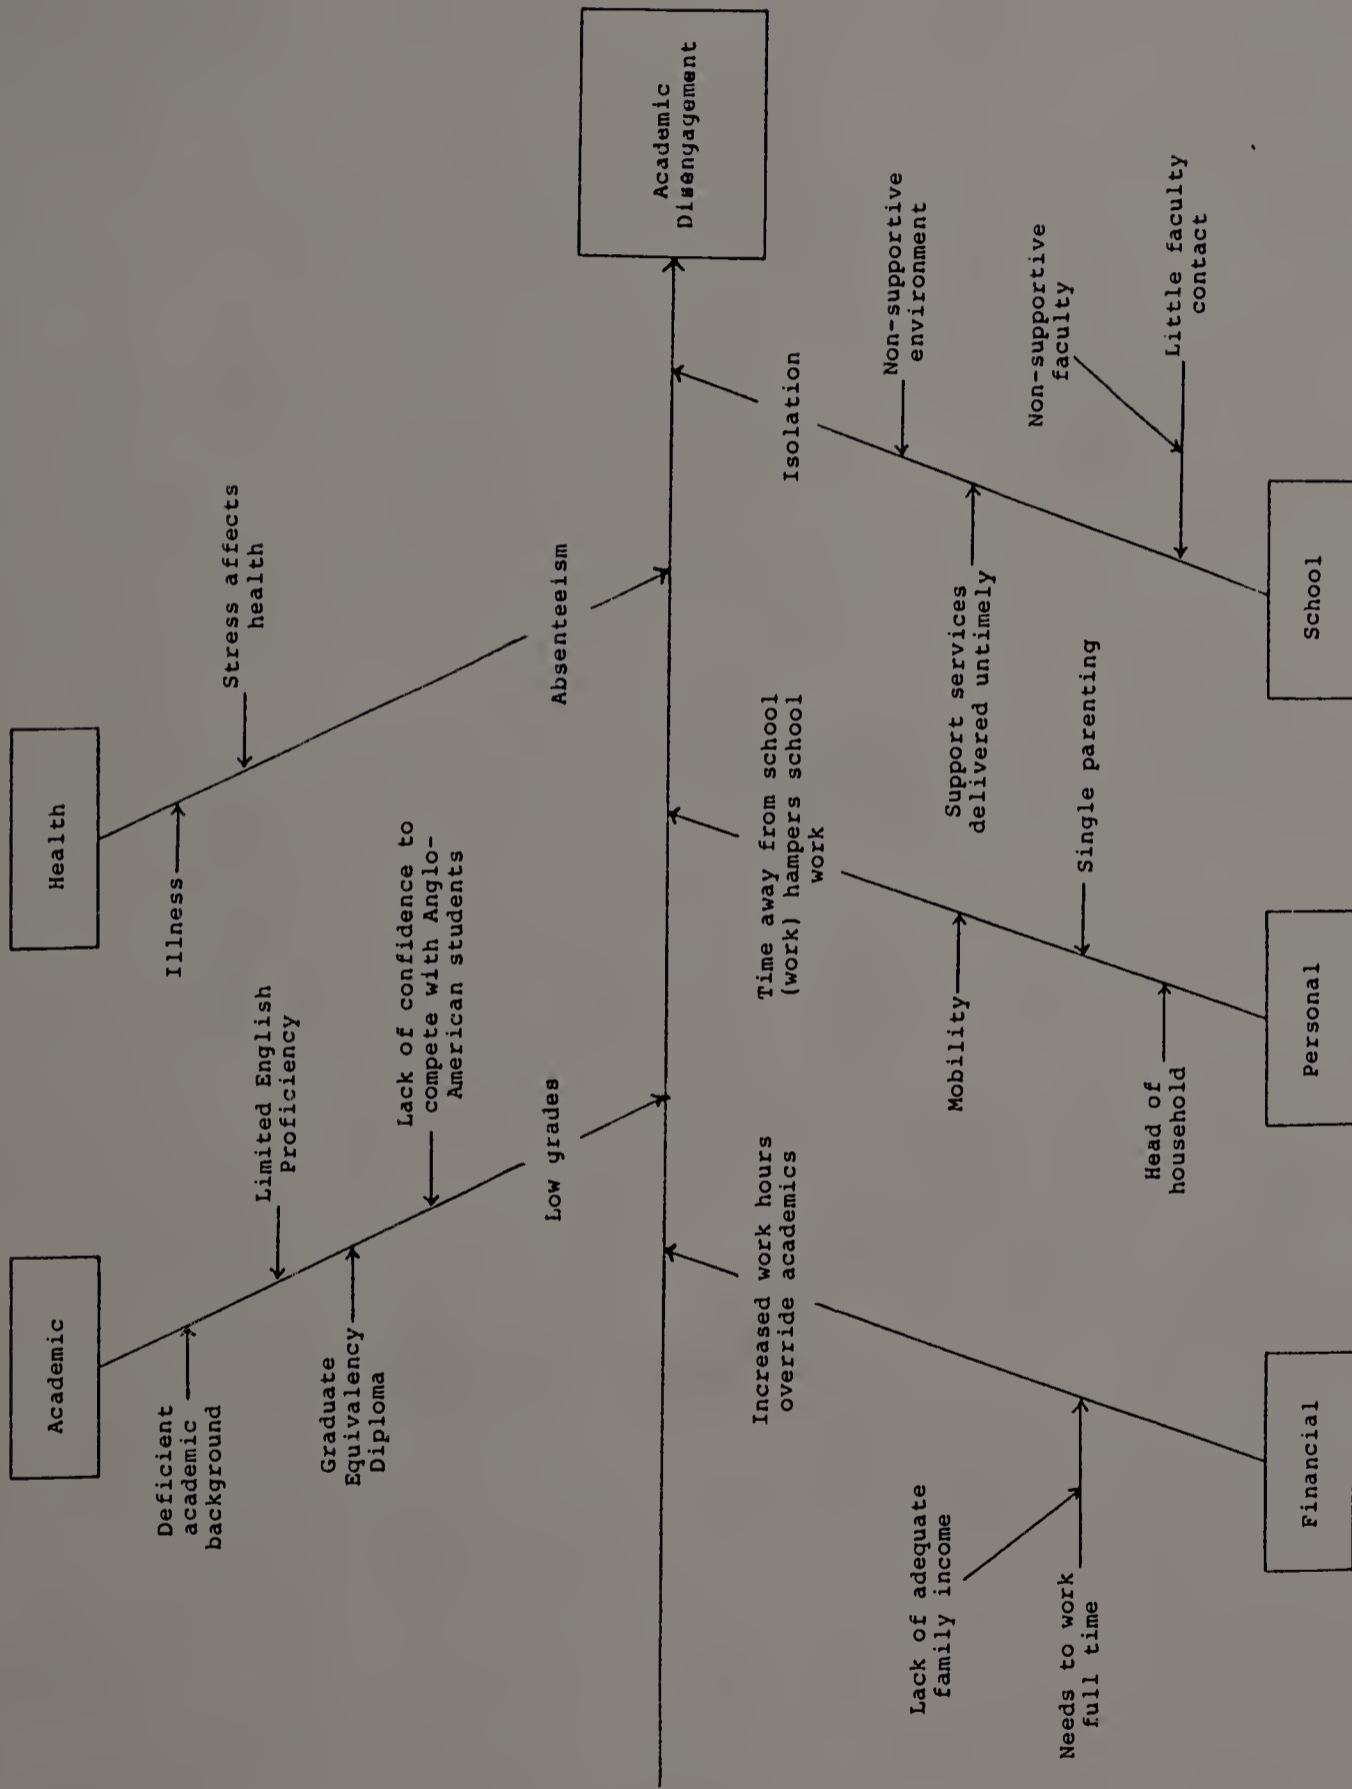 Academic
Health
Deficient
academic
background
Limited English
Proficiency
Graduate
Equivalency
Diploma
Lack of confidence to
compete with Anglo-
American students
Low grades
Illness
Stress affects
health
Absenteeism
Academic
Disengagement
Increased work hours
override academics
Lack of adequate
family income
Needs to work
full time
Financial
Time away from school
(work) hampers school
work
Mobility
Single parenting
Head of
household
Personal
Isolation
Non-supportive
environment
Support services
delivered untimely
Non-supportive
faculty
Little faculty
contact
School